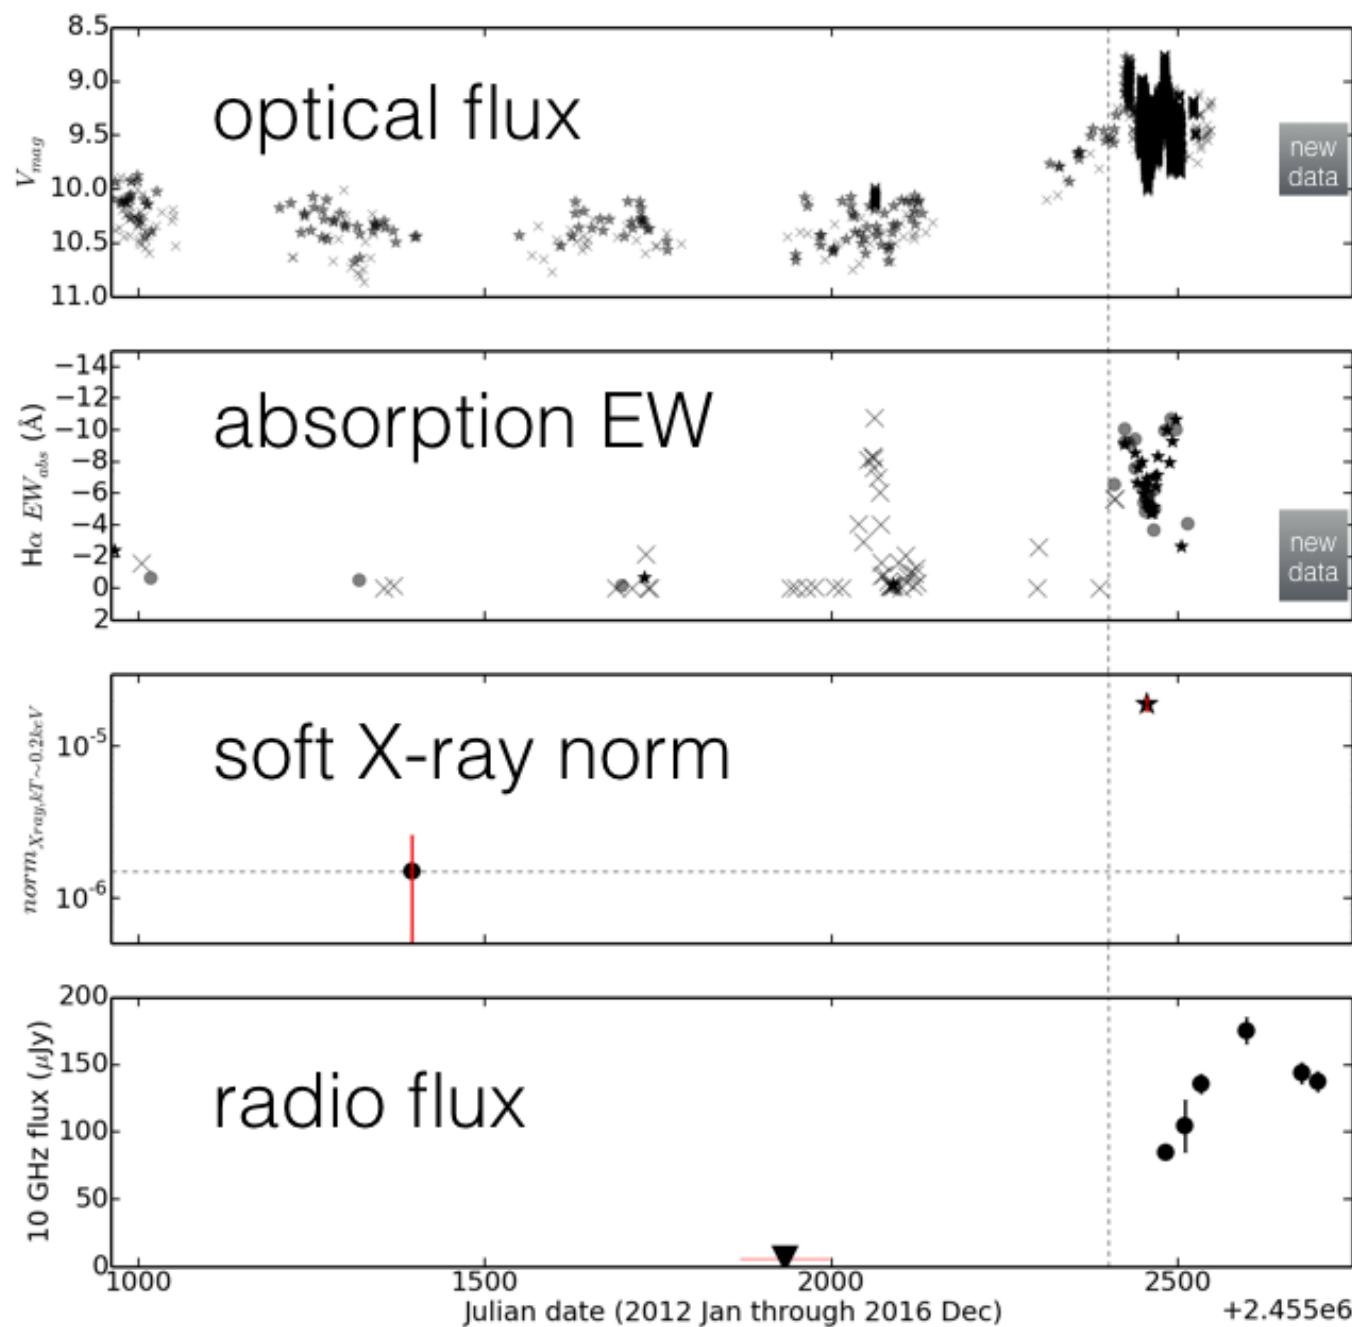 8.5
9.0
9.5
10.0
10.5
11.0
V_mag
optical flux
new
data
−14
−12
−10
−8
−6
−4
−2
0
2
Hα EW_abs (Å)
absorption EW
new
data
10^-5
10^-6
norm_Xray,kT~0.2keV
soft X-ray norm
200
150
100
50
0
10 GHz flux (μJy)
radio flux
1000
1500
2000
2500
Julian date (2012 Jan through 2016 Dec)
+2.455e6